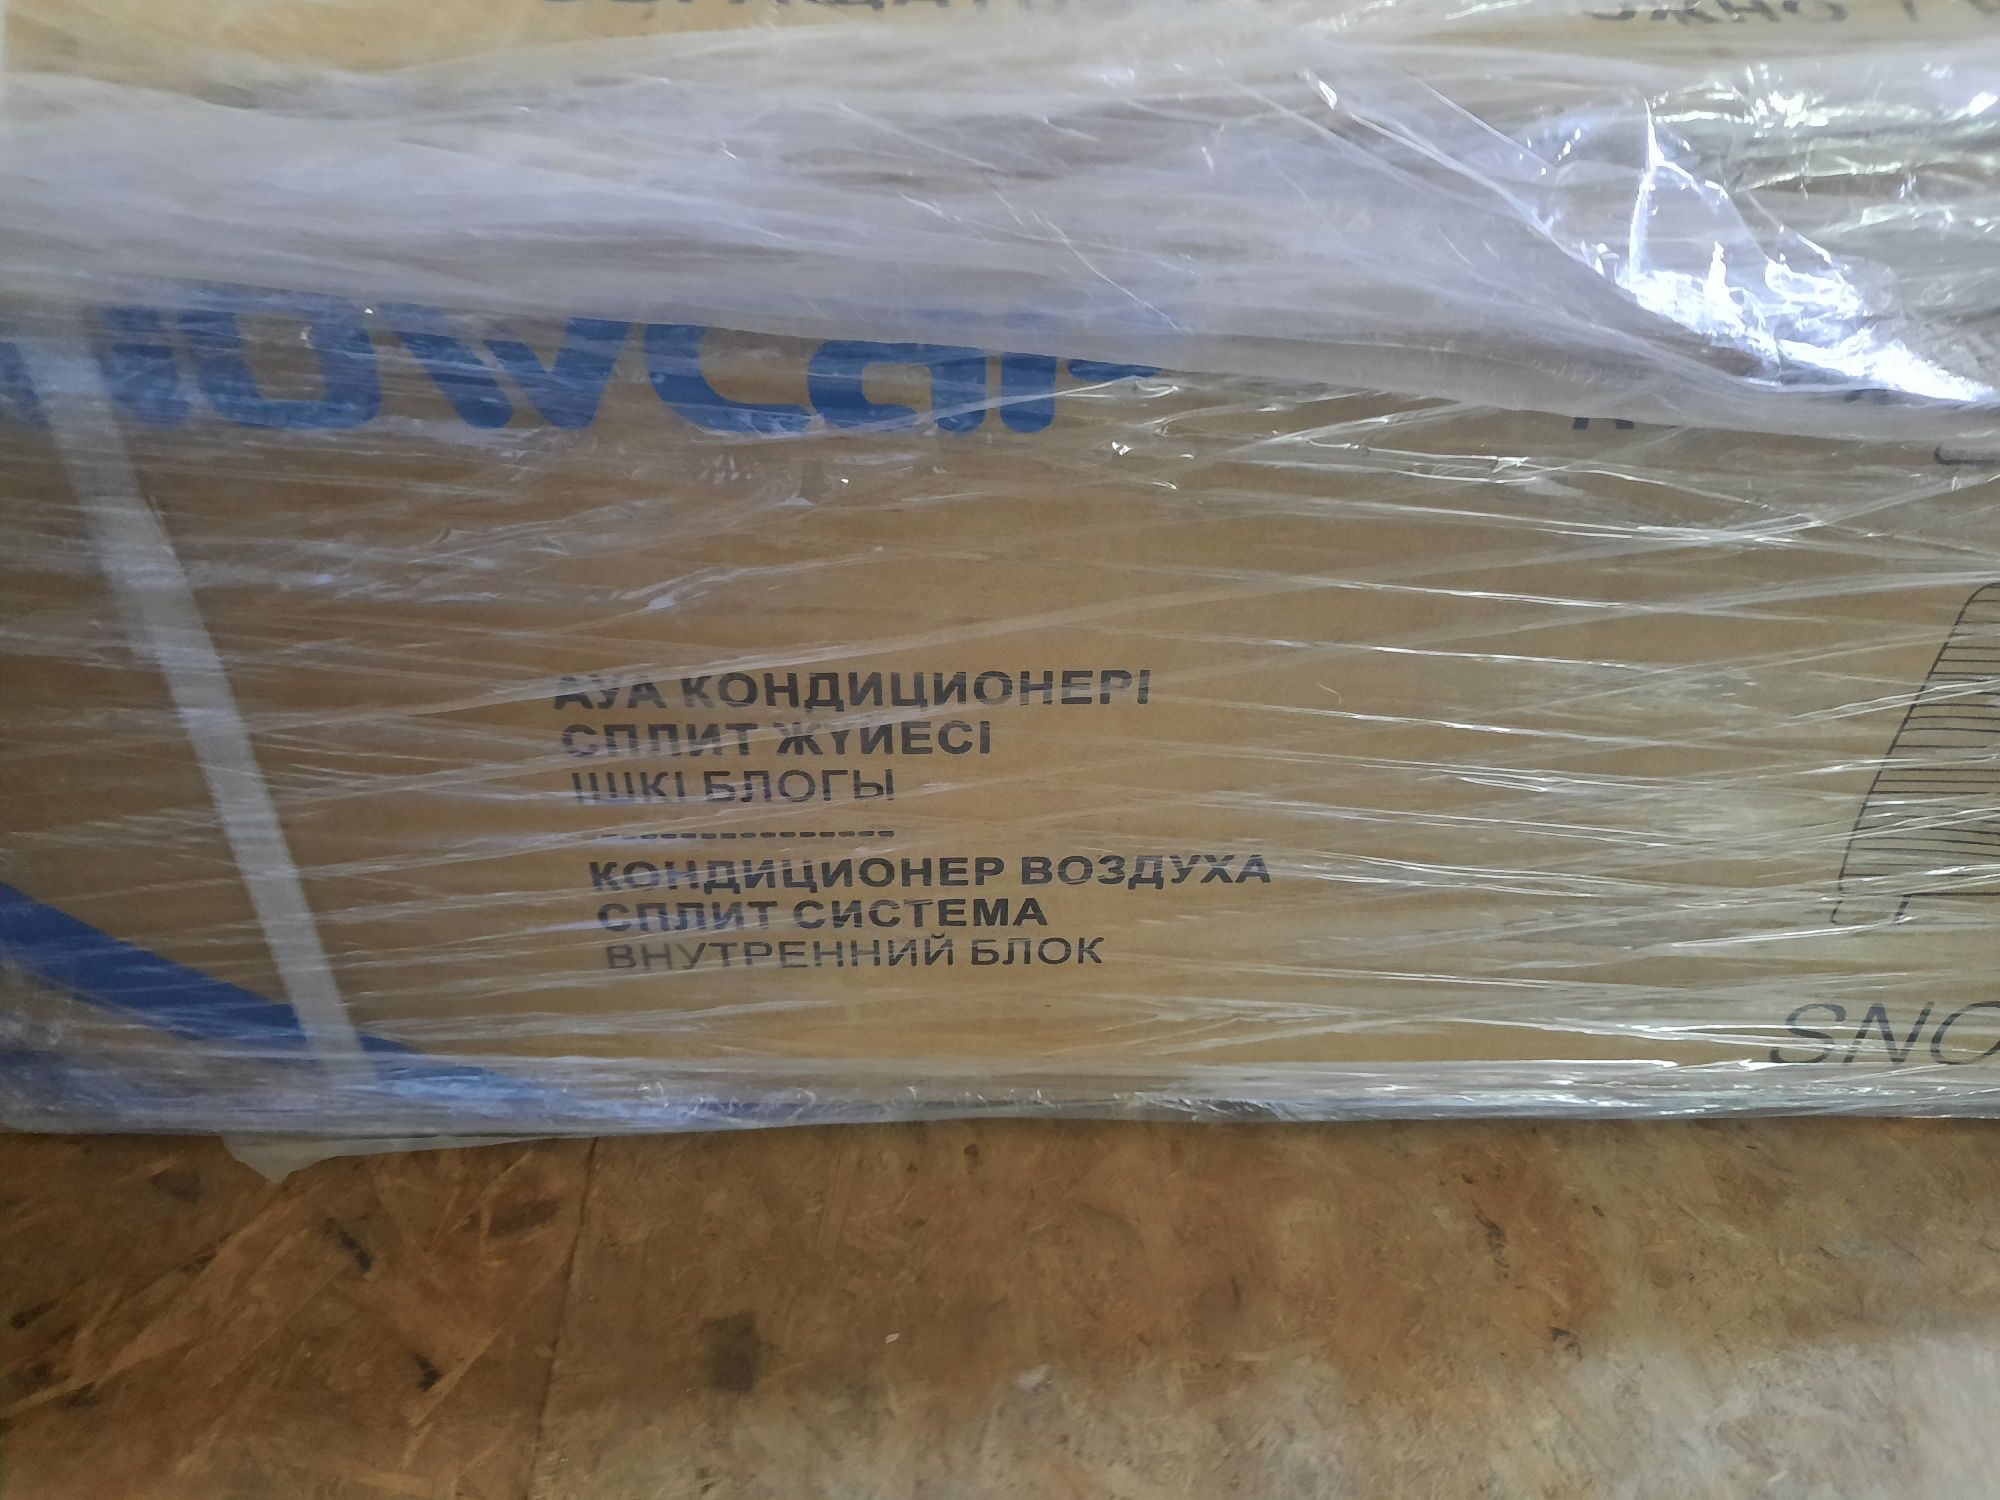 АУА КОНДИЦИОНЕРІ
СПЛИТ ЖҮЙЕСІ
ІШКІ БЛОГЫ
----------------
КОНДИЦИОНЕР ВОЗДУХА
СПЛИТ СИСТЕМА
ВНУТРЕННИЙ БЛОК